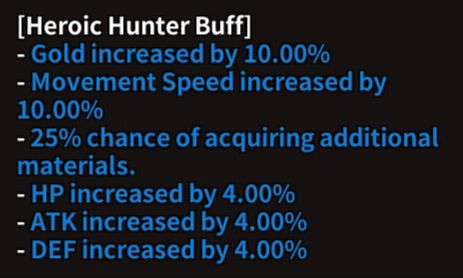 [Heroic Hunter Buff]
- Gold increased by 10.00%
- Movement Speed increased by
10.00%
- 25% chance of acquiring additional
materials.
- HP increased by 4.00%
- ATK increased by 4.00%
- DEF increased by 4.00%